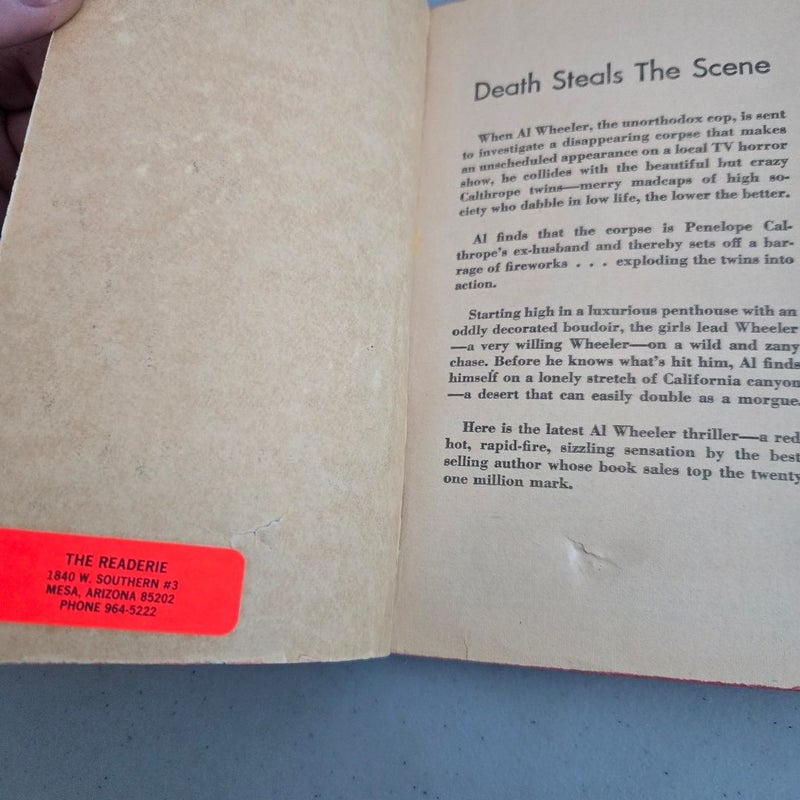 THE READERIE
1840 W. SOUTHERN #3
MESA, ARIZONA 85202
PHONE 964-5222
Death Steals The Scene
When Al Wheeler, the unorthodox cop, is sent
to investigate a disappearing corpse that makes
an unscheduled appearance on a local TV horror
show, he collides with the beautiful but crazy
Calthrope twins—merry madcaps of high so-
ciety who dabble in low life, the lower the better.
Al finds that the corpse is Penelope Cal-
thrope's ex-husband and thereby sets off a bar-
rage of fireworks . . . exploding the twins into
action.
Starting high in a luxurious penthouse with an
oddly decorated boudoir, the girls lead Wheeler
—a very willing Wheeler—on a wild and zany
chase. Before he knows what's hit him, Al finds
himself on a lonely stretch of California canyon
—a desert that can easily double as a morgue.
Here is the latest Al Wheeler thriller—a red
hot, rapid-fire, sizzling sensation by the best
selling author whose book sales top the twenty
one million mark.